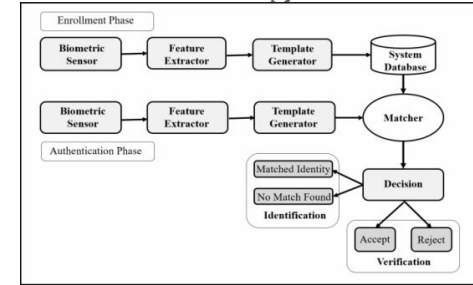 Enrollment Phase
Biometric
Sensor
Feature
Extractor
Template
Generator
System
Database
Biometric
Sensor
Feature
Extractor
Template
Generator
Matcher
Authentication Phase
Matched Identity
No Match Found
Identification
Decision
Accept
Reject
Verification